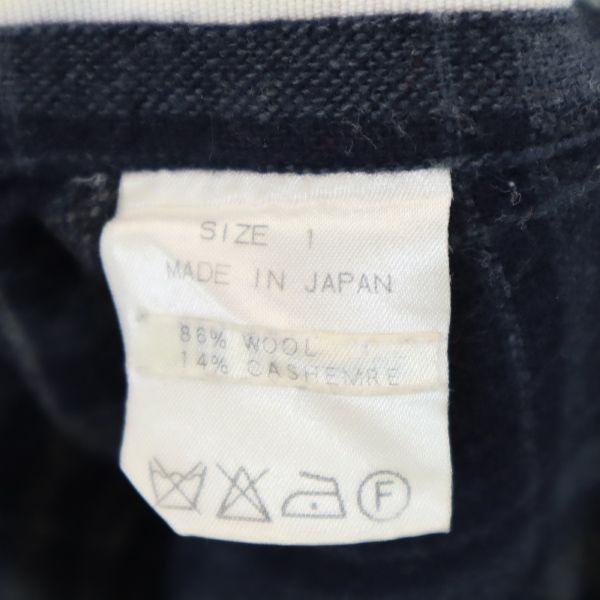 SIZE 1
MADE IN JAPAN
86% WOOL
14% CASHEMRE
F